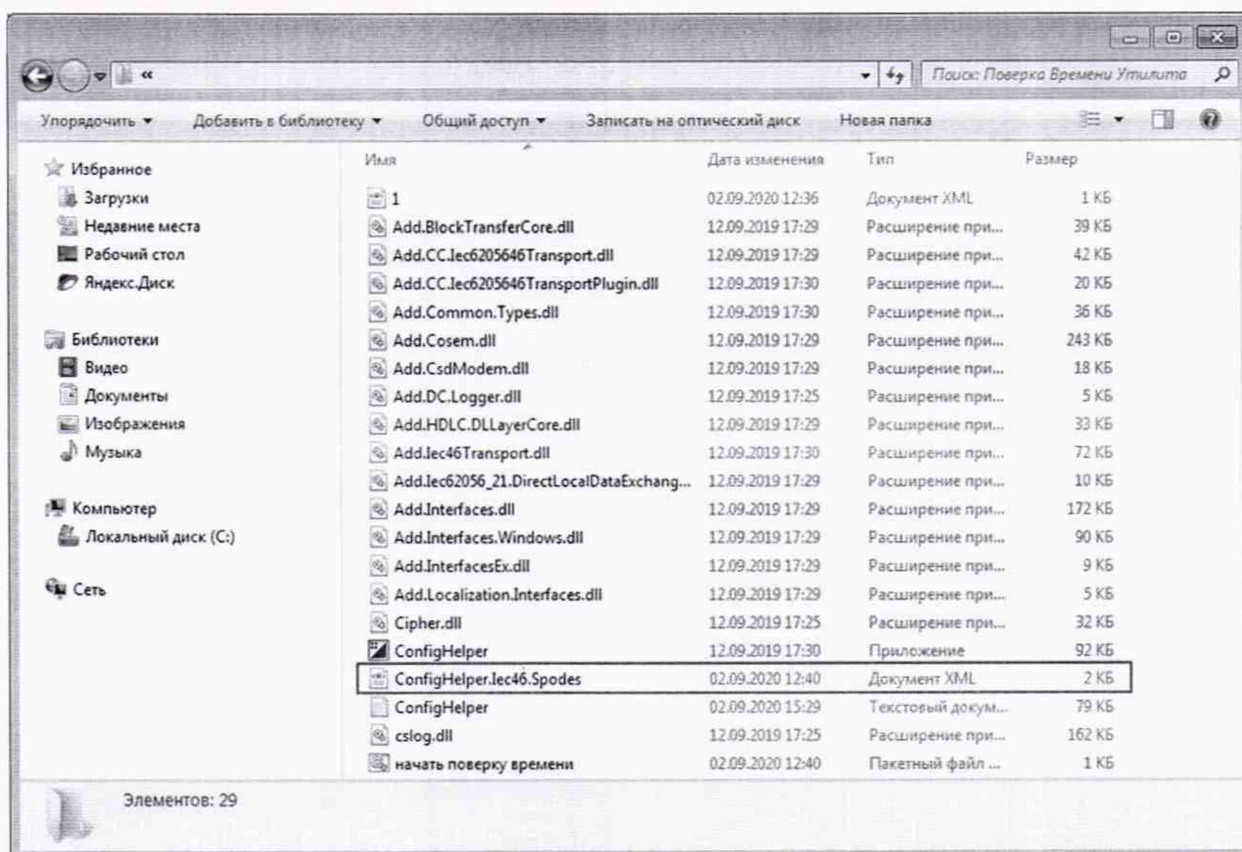 «
Поиск: Поверка Времени Утилита
Упорядочить Добавить в библиотеку Общий доступ Записать на оптический диск Новая папка
Избранное
Загрузки
Недавние места
Рабочий стол
Яндекс.Диск
Библиотеки
Видео
Документы
Изображения
Музыка
Компьютер
Локальный диск (C:)
Сеть
Имя Дата изменения Тип Размер
1 02.09.2020 12:36 Документ XML 1 КБ
Add.BlockTransferCore.dll 12.09.2019 17:29 Расширение при... 39 КБ
Add.CC.Iec6205646Transport.dll 12.09.2019 17:29 Расширение при... 42 КБ
Add.CC.Iec6205646TransportPlugin.dll 12.09.2019 17:30 Расширение при... 20 КБ
Add.Common.Types.dll 12.09.2019 17:30 Расширение при... 36 КБ
Add.Cosem.dll 12.09.2019 17:29 Расширение при... 243 КБ
Add.CsdModem.dll 12.09.2019 17:29 Расширение при... 18 КБ
Add.DC.Logger.dll 12.09.2019 17:25 Расширение при... 5 КБ
Add.HDLC.DLLayerCore.dll 12.09.2019 17:29 Расширение при... 33 КБ
Add.Iec46Transport.dll 12.09.2019 17:30 Расширение при... 72 КБ
Add.Iec62056_21.DirectLocalDataExchang... 12.09.2019 17:29 Расширение при... 10 КБ
Add.Interfaces.dll 12.09.2019 17:29 Расширение при... 172 КБ
Add.Interfaces.Windows.dll 12.09.2019 17:29 Расширение при... 90 КБ
Add.InterfacesEx.dll 12.09.2019 17:29 Расширение при... 9 КБ
Add.Localization.Interfaces.dll 12.09.2019 17:29 Расширение при... 5 КБ
Cipher.dll 12.09.2019 17:25 Расширение при... 32 КБ
ConfigHelper 12.09.2019 17:30 Приложение 92 КБ
ConfigHelper.Iec46.Spodes 02.09.2020 12:40 Документ XML 2 КБ
ConfigHelper 02.09.2020 15:29 Текстовый докум... 79 КБ
cslog.dll 12.09.2019 17:25 Расширение при... 162 КБ
начать поверку времени 02.09.2020 12:40 Пакетный файл ... 1 КБ
Элементов: 29